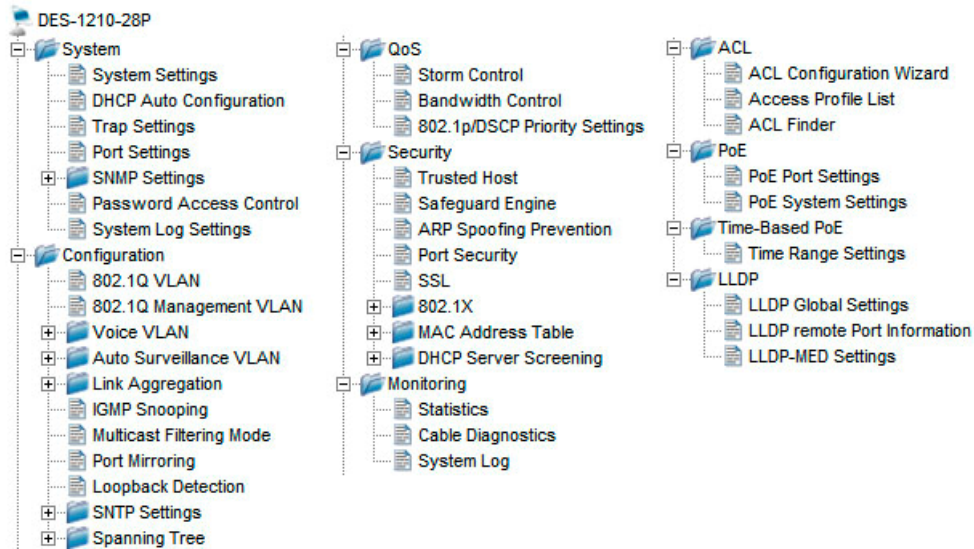 DES-1210-28P
System
System Settings
DHCP Auto Configuration
Trap Settings
Port Settings
SNMP Settings
Password Access Control
System Log Settings
Configuration
802.1Q VLAN
802.1Q Management VLAN
Voice VLAN
Auto Surveillance VLAN
Link Aggregation
IGMP Snooping
Multicast Filtering Mode
Port Mirroring
Loopback Detection
SNTP Settings
Spanning Tree
QoS
Storm Control
Bandwidth Control
802.1p/DSCP Priority Settings
Security
Trusted Host
Safeguard Engine
ARP Spoofing Prevention
Port Security
SSL
802.1X
MAC Address Table
DHCP Server Screening
Monitoring
Statistics
Cable Diagnostics
System Log
ACL
ACL Configuration Wizard
Access Profile List
ACL Finder
PoE
PoE Port Settings
PoE System Settings
Time-Based PoE
Time Range Settings
LLDP
LLDP Global Settings
LLDP remote Port Information
LLDP-MED Settings